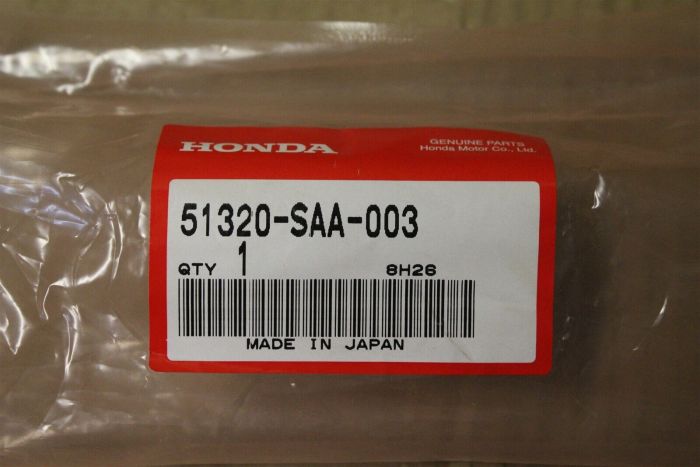 HONDA
GENUINE PARTS
Honda Motor Co., Ltd.
51320-SAA-003
QTY 1 8H26
MADE IN JAPAN